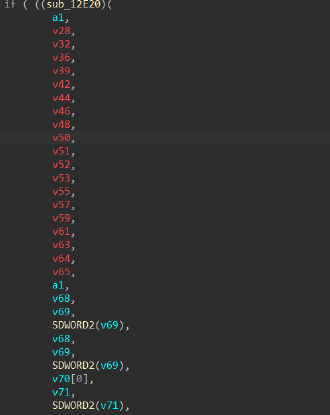 if ( ((sub_12E20)(
a1,
v28,
v32,
v36,
v39,
v42,
v44,
v46,
v48,
v50,
v51,
v52,
v53,
v55,
v57,
v59,
v61,
v63,
v64,
v65,
a1,
v68,
v69,
SDWORD2(v69),
v68,
v69,
SDWORD2(v69),
v70[0],
v71,
SDWORD2(v71),